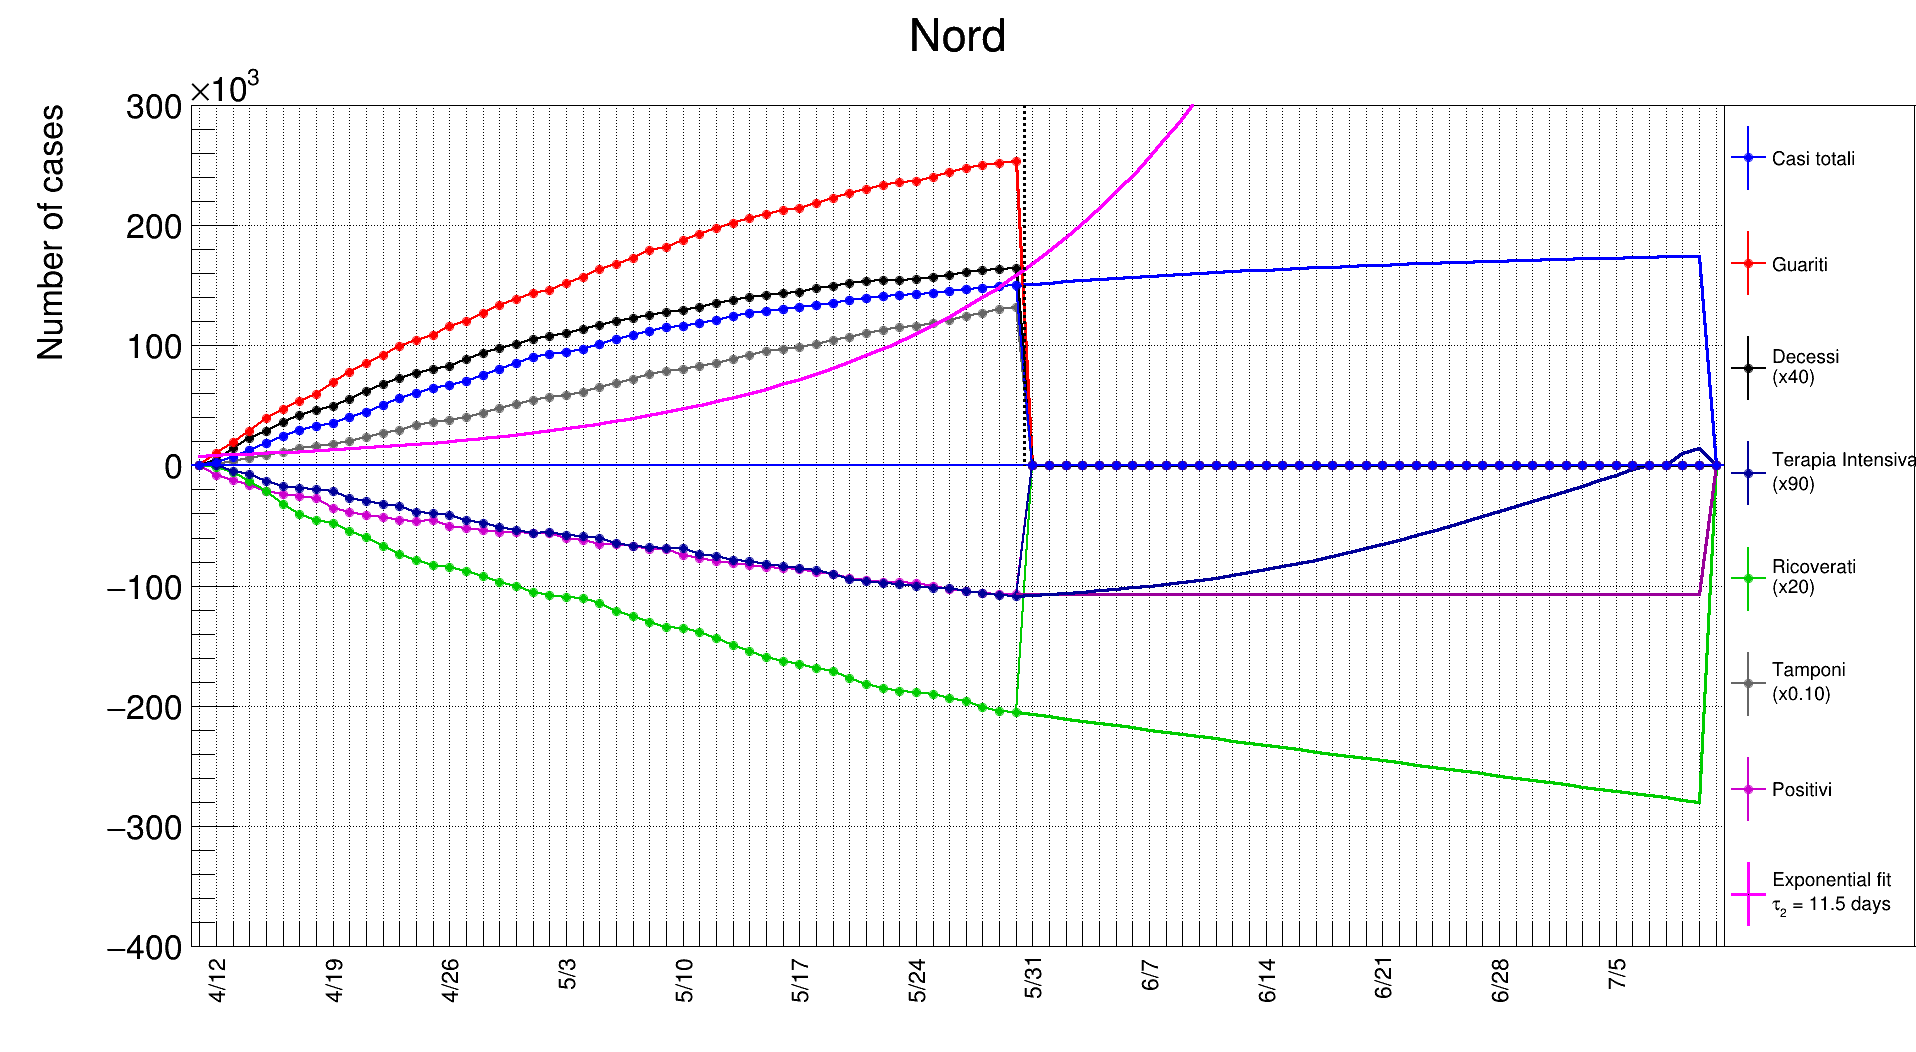 Nord
×10³
Number of cases
300
200
100
0
−100
−200
−300
−400
4/12
4/19
4/26
5/3
5/10
5/17
5/24
5/31
6/7
6/14
6/21
6/28
7/5
Casi totali
Guariti
Decessi
(x40)
Terapia Intensiva
(x90)
Ricoverati
(x20)
Tamponi
(x0.10)
Positivi
Exponential fit
τ₂ = 11.5 days